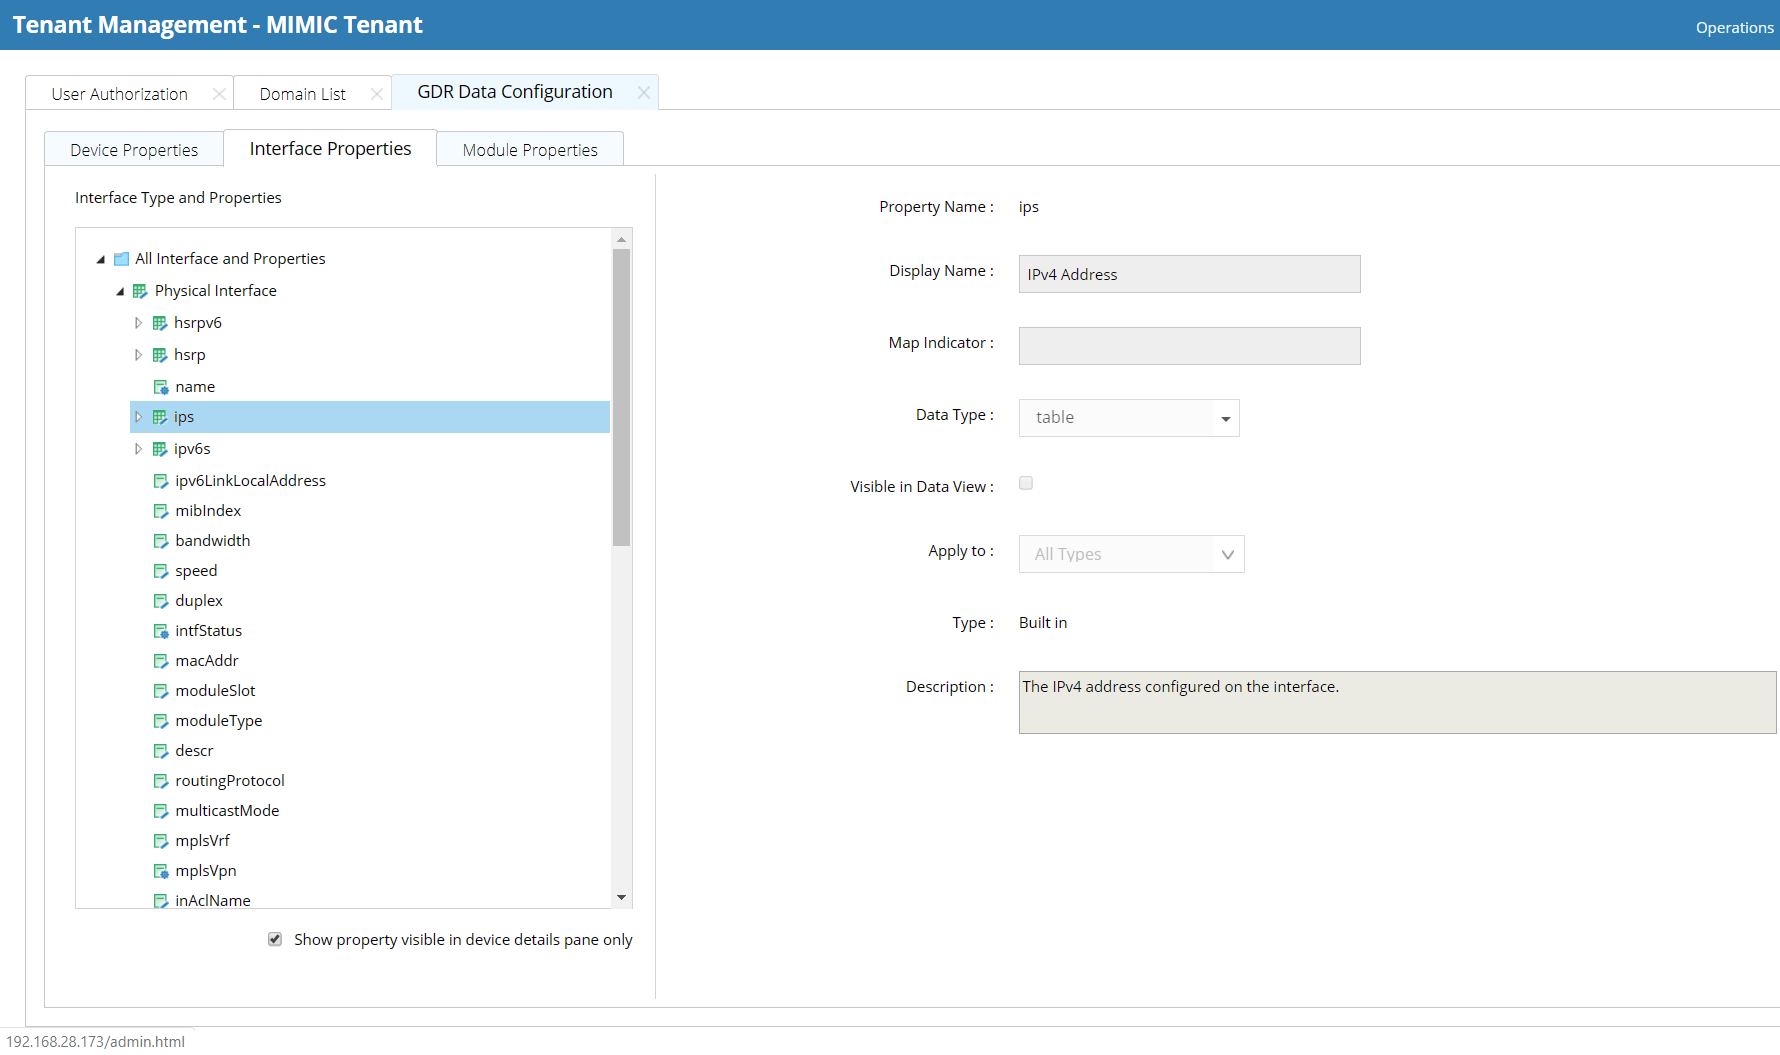 Tenant Management - MIMIC Tenant
Operations
User Authorization
Domain List
GDR Data Configuration
Device Properties
Interface Properties
Module Properties
Interface Type and Properties
All Interface and Properties
Physical Interface
hsrpv6
hsrp
name
ips
ipv6s
ipv6LinkLocalAddress
mibIndex
bandwidth
speed
duplex
intfStatus
macAddr
moduleSlot
moduleType
descr
routingProtocol
multicastMode
mplsVrf
mplsVpn
inAclName
Show property visible in device details pane only
Property Name : ips
Display Name : IPv4 Address
Map Indicator :
Data Type : table
Visible in Data View :
Apply to : All Types
Type : Built in
Description : The IPv4 address configured on the interface.
192.168.28.173/admin.html